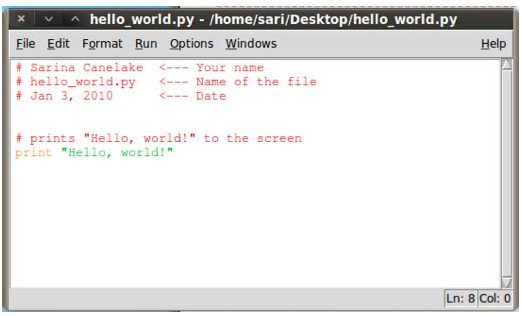 hello_world.py - /home/sari/Desktop/hello_world.py
File Edit Format Run Options Windows Help
# Sarina Canelake <--- Your name
# hello_world.py <--- Name of the file
# Jan 3, 2010 <--- Date
# prints "Hello, world!" to the screen
print "Hello, world!"
Ln: 8 Col: 0